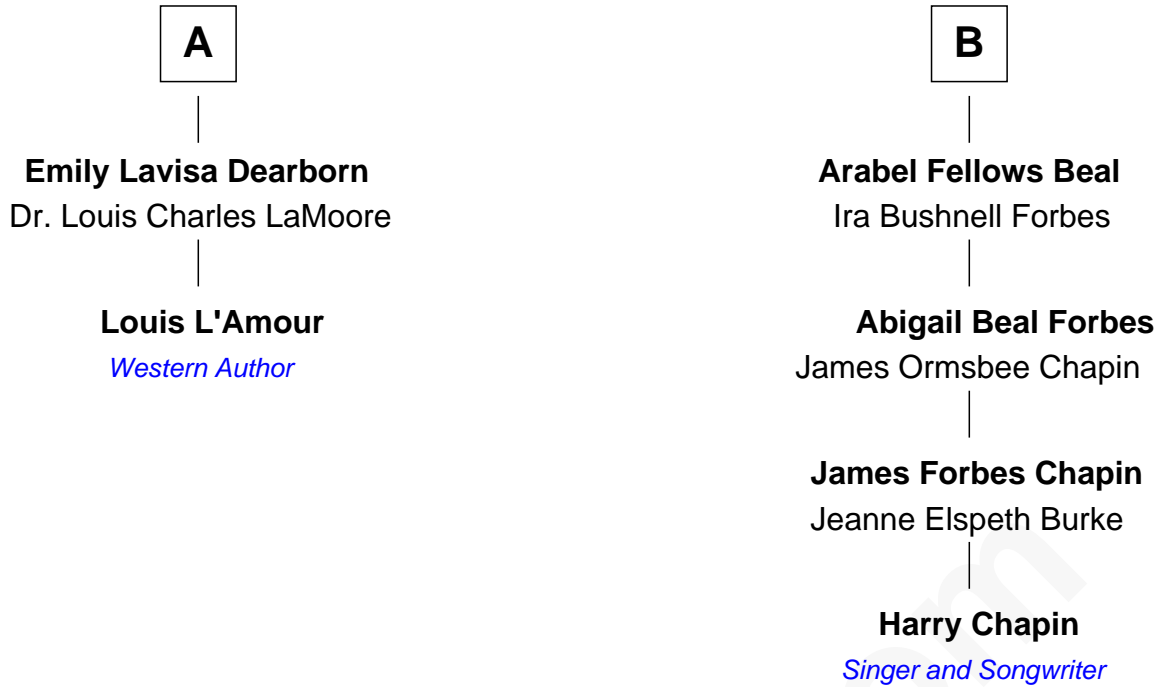 A
Emily Lavisa Dearborn
Dr. Louis Charles LaMoore
Louis L'Amour
Western Author
B
Arabel Fellows Beal
Ira Bushnell Forbes
Abigail Beal Forbes
James Ormsbee Chapin
James Forbes Chapin
Jeanne Elspeth Burke
Harry Chapin
Singer and Songwriter
om